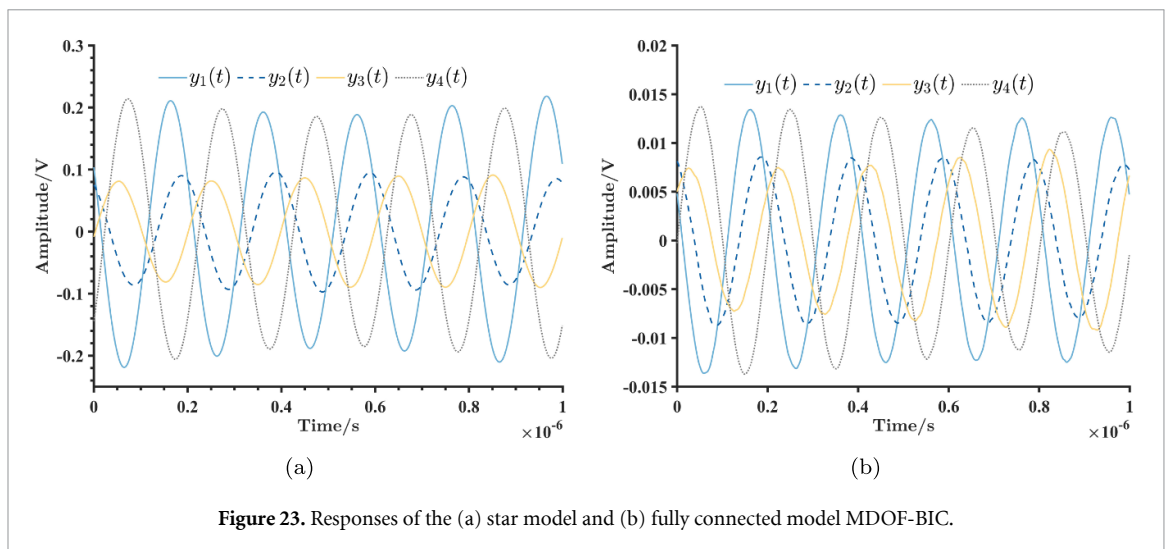 0.3
0.2
0.1
0
-0.1
-0.2
Amplitude/V
y₁(t) y₂(t) y₃(t) y₄(t)
0 0.2 0.4 0.6 0.8 1
Time/s
×10⁻⁶
(a)
0.02
0.015
0.01
0.005
0
-0.005
-0.01
-0.015
Amplitude/V
y₁(t) y₂(t) y₃(t) y₄(t)
0 0.2 0.4 0.6 0.8 1
Time/s
×10⁻⁶
(b)
Figure 23. Responses of the (a) star model and (b) fully connected model MDOF-BIC.